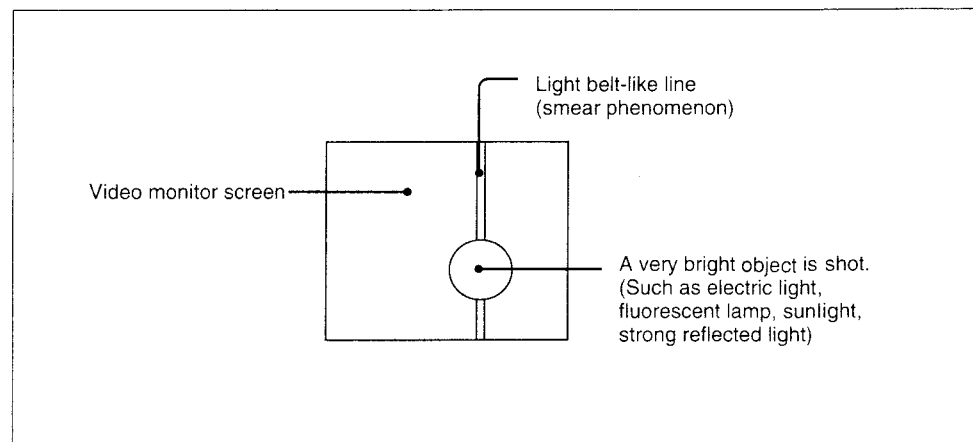 Light belt-like line
(smear phenomenon)
Video monitor screen
A very bright object is shot.
(Such as electric light,
fluorescent lamp, sunlight,
strong reflected light)